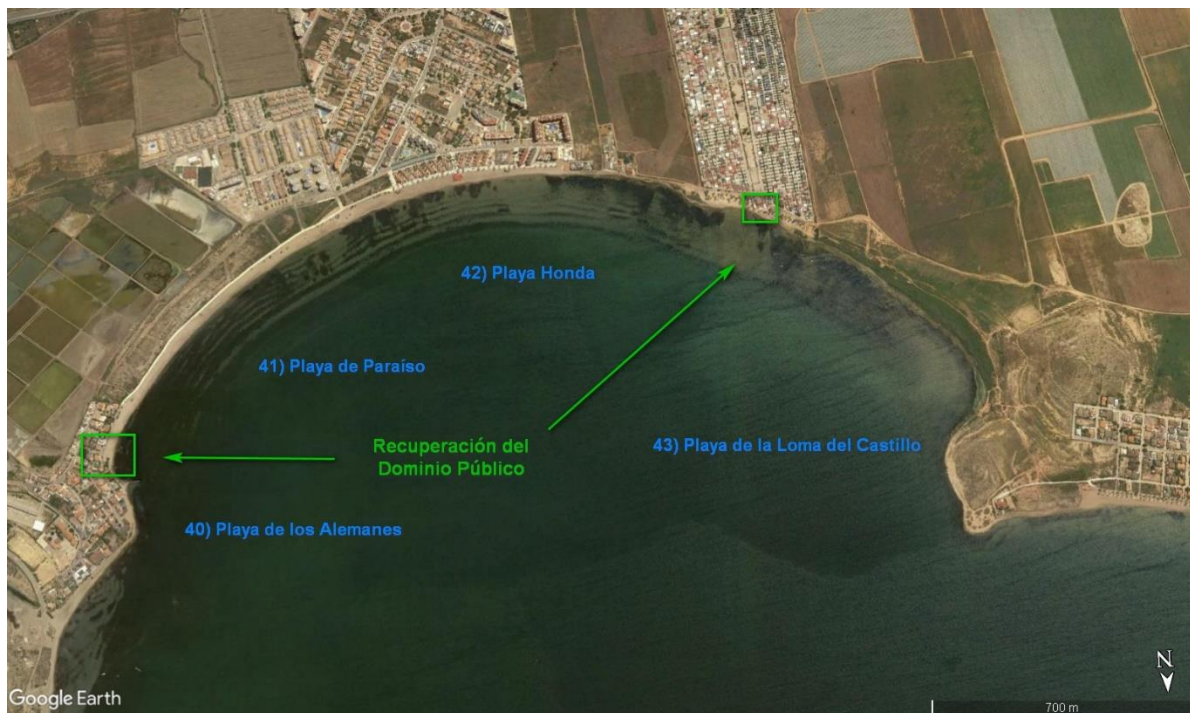 42) Playa Honda
41) Playa de Paraíso
Recuperación del
Dominio Público
43) Playa de la Loma del Castillo
40) Playa de los Alemanes
N
Google Earth
700 m